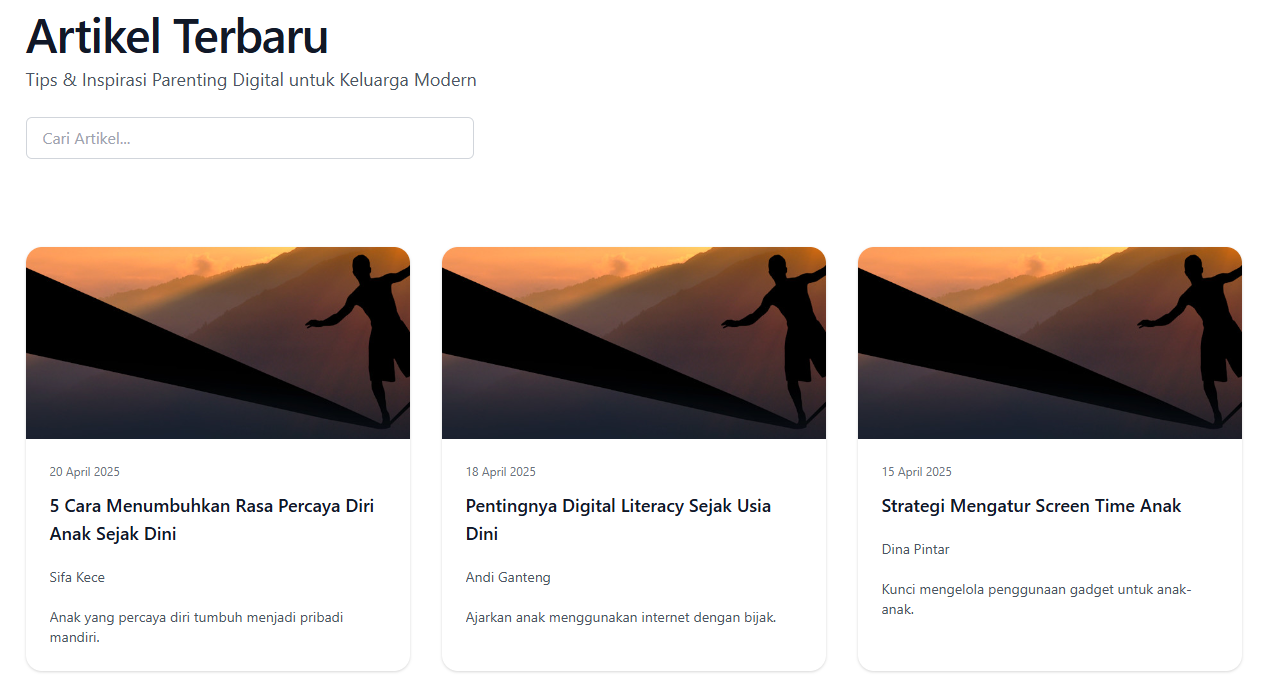 Artikel Terbaru
Tips & Inspirasi Parenting Digital untuk Keluarga Modern
Cari Artikel...
20 April 2025
5 Cara Menumbuhkan Rasa Percaya Diri
Anak Sejak Dini
Sifa Kece
Anak yang percaya diri tumbuh menjadi pribadi
mandiri.
18 April 2025
Pentingnya Digital Literacy Sejak Usia
Dini
Andi Ganteng
Ajarkan anak menggunakan internet dengan bijak.
15 April 2025
Strategi Mengatur Screen Time Anak
Dina Pintar
Kunci mengelola penggunaan gadget untuk anak-
anak.